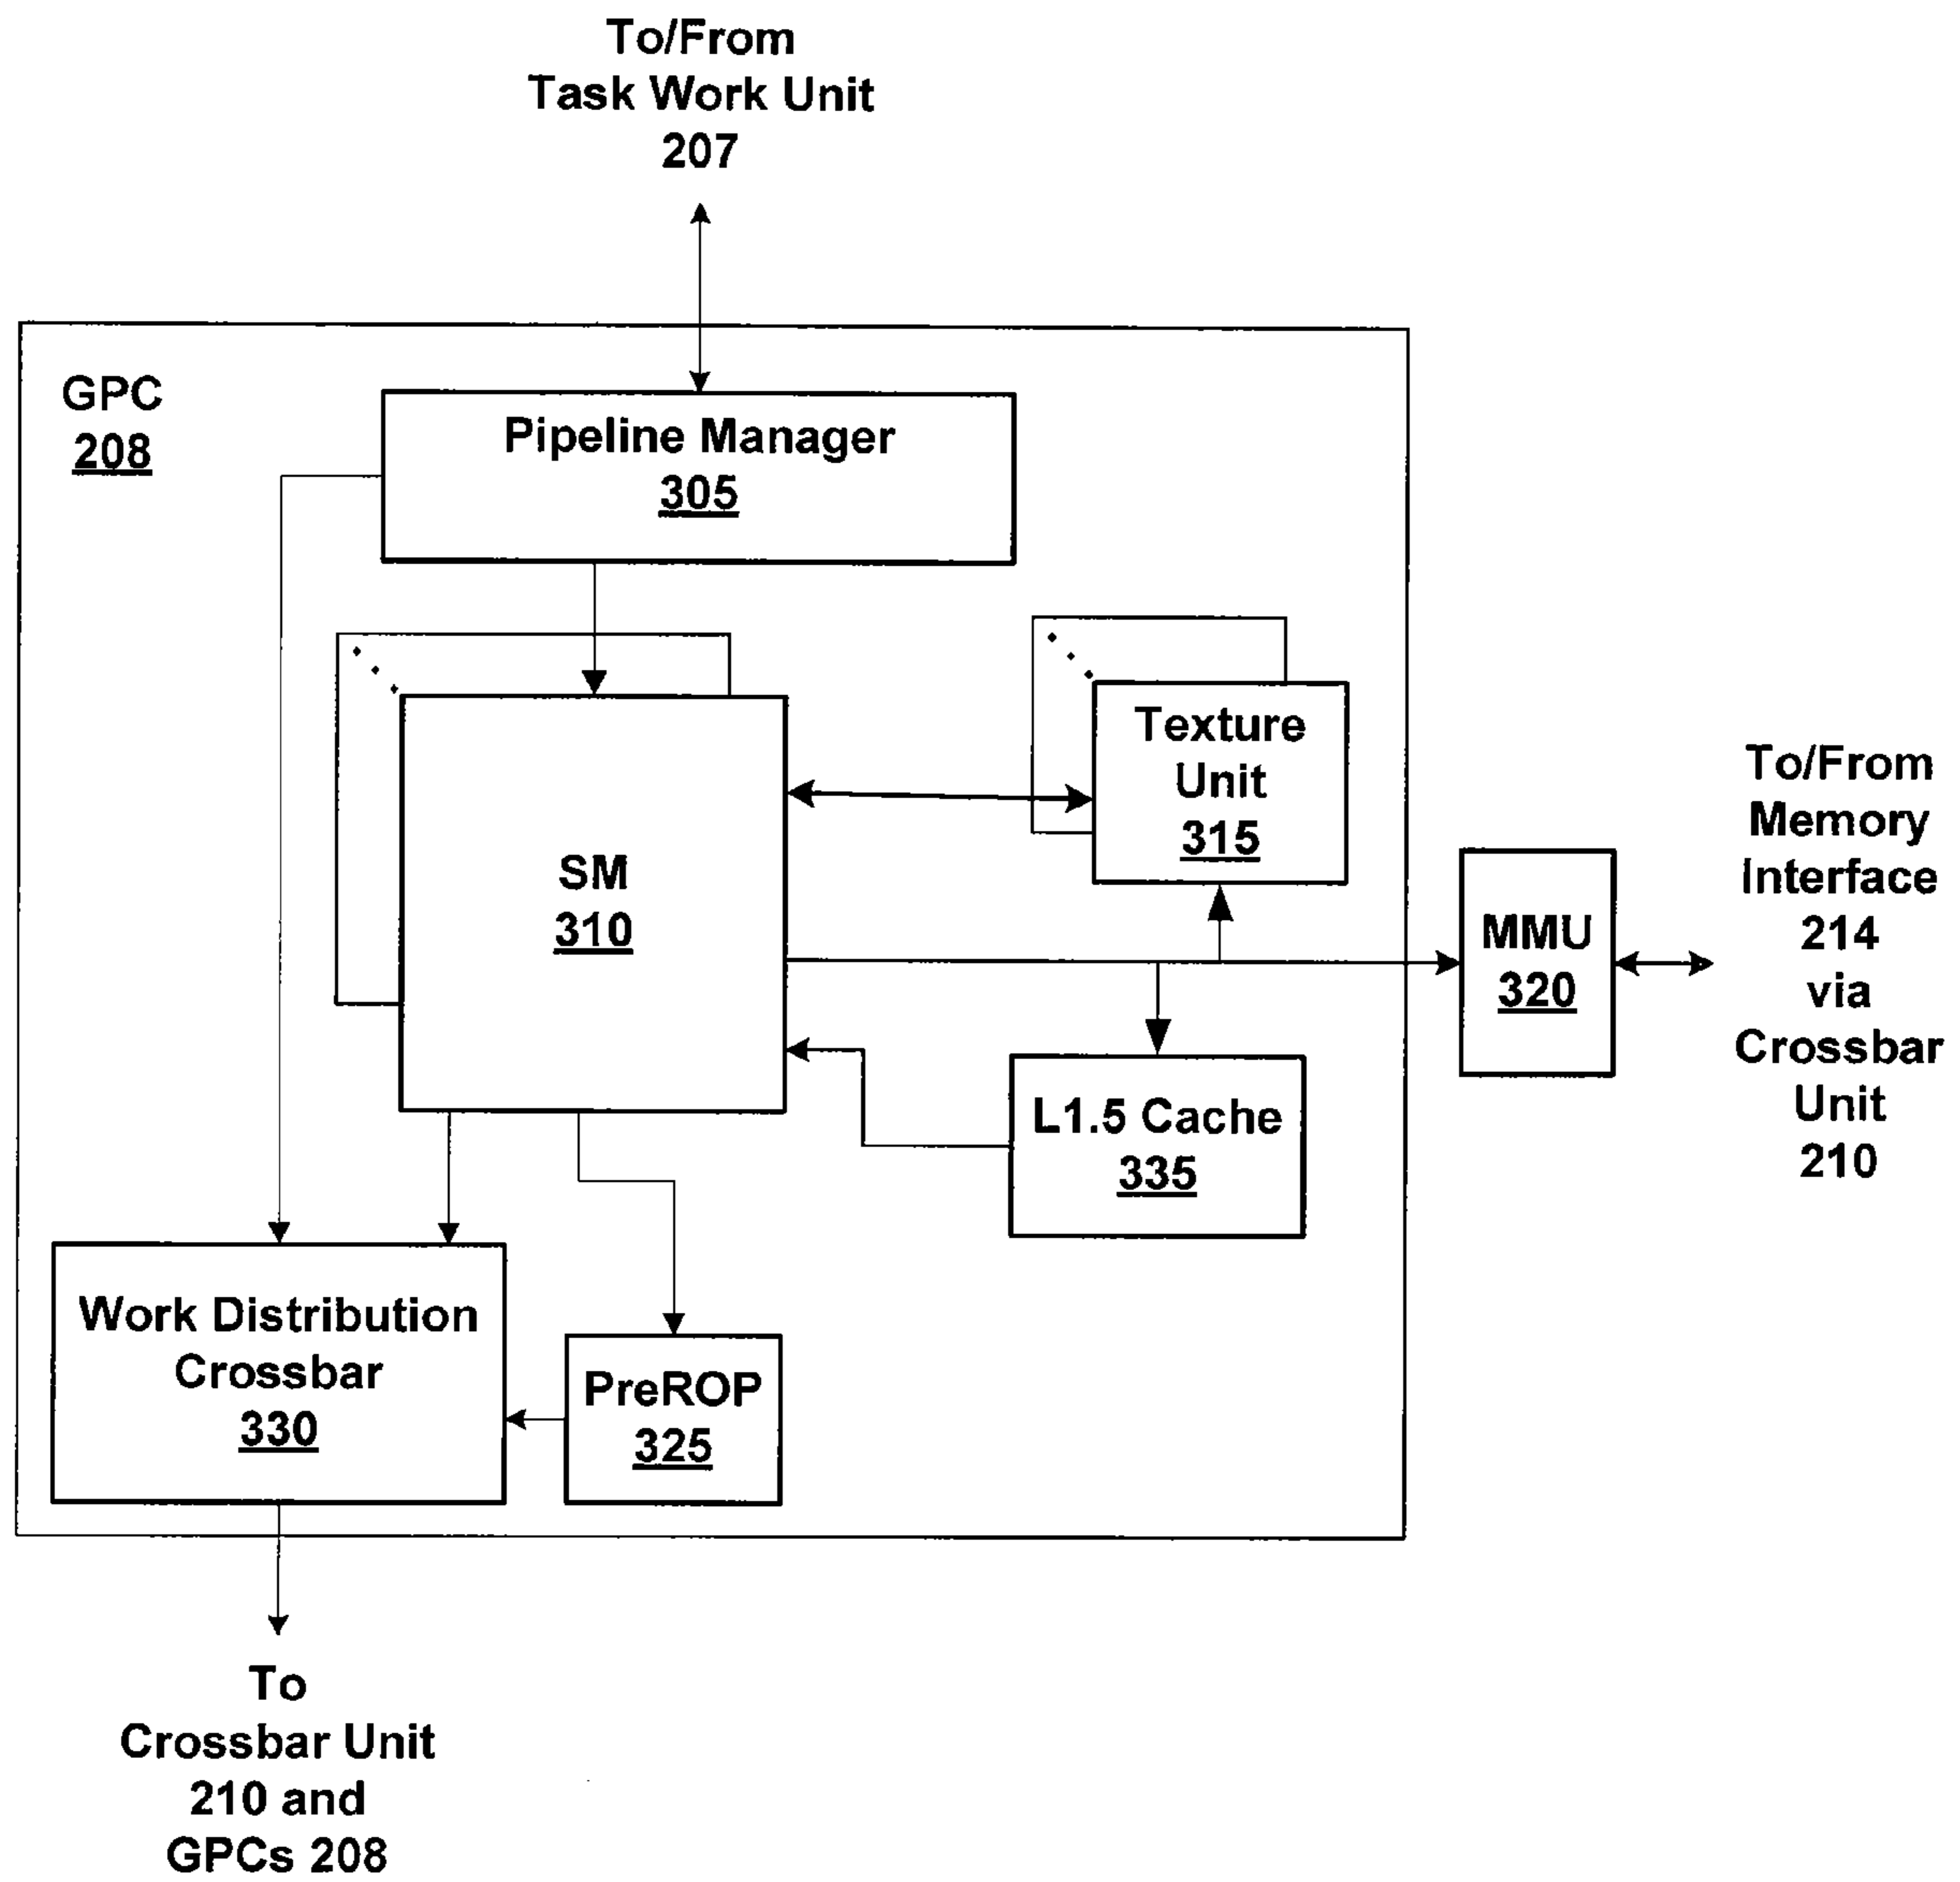 To/From
Task Work Unit
207
GPC
208
Pipeline Manager
305
Texture
Unit
315
SM
310
To/From
Memory
Interface
214
via
Crossbar
Unit
210
MMU
320
L1.5 Cache
335
Work Distribution
Crossbar
330
PreROP
325
To
Crossbar Unit
210 and
GPCs 208